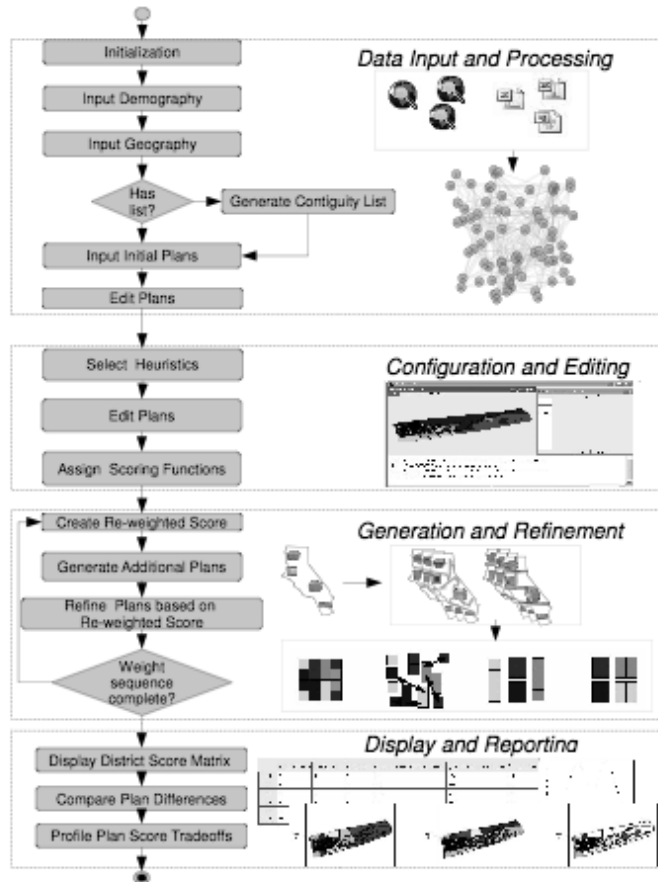 Initialization
Data Input and Processing
Input Demography
Input Geography
Has
list?
Generate Contiguity List
Input Initial Plans
Edit Plans
Select Heuristics
Configuration and Editing
Edit Plans
Assign Scoring Functions
Create Re-weighted Score
Generation and Refinement
Generate Additional Plans
Refine Plans based on
Re-weighted Score
Weight
sequence
complete?
Display and Reporting
Display District Score Matrix
Compare Plan Differences
Profile Plan Score Tradeoffs